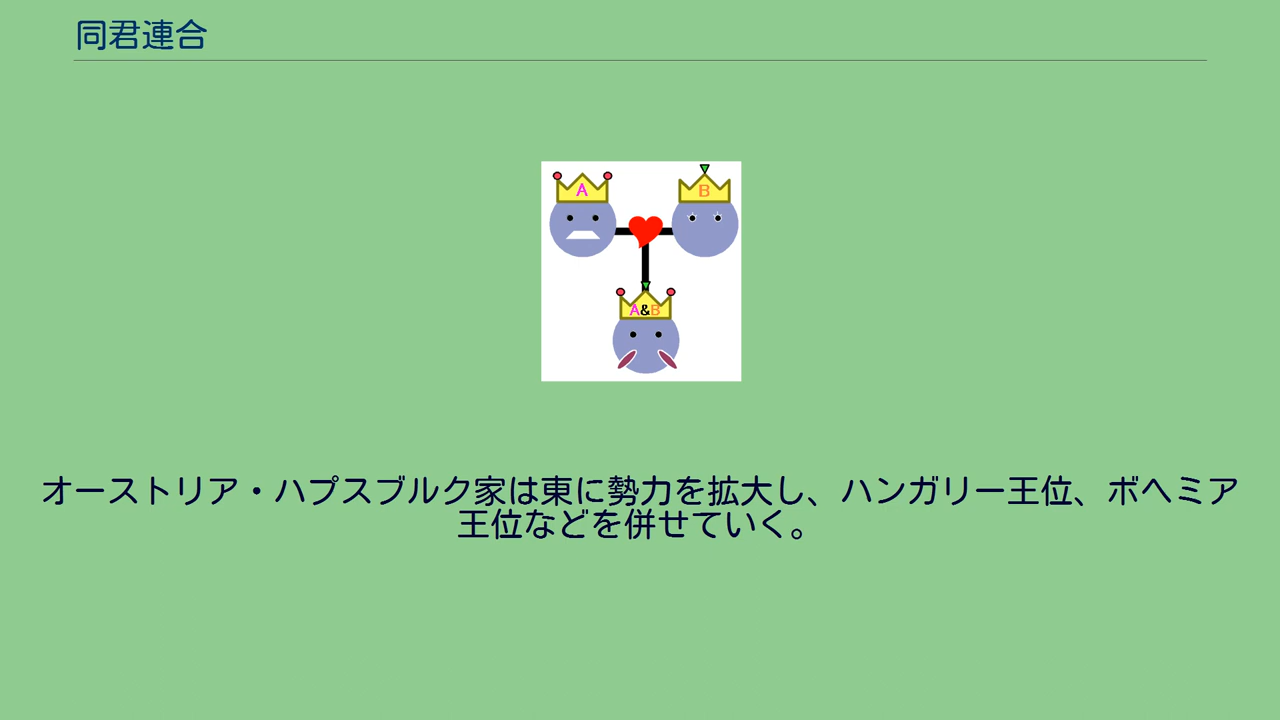 同君連合
A
B
A&B
オーストリア・ハプスブルク家は東に勢力を拡大し、ハンガリー王位、ボヘミア
王位などを併せていく。